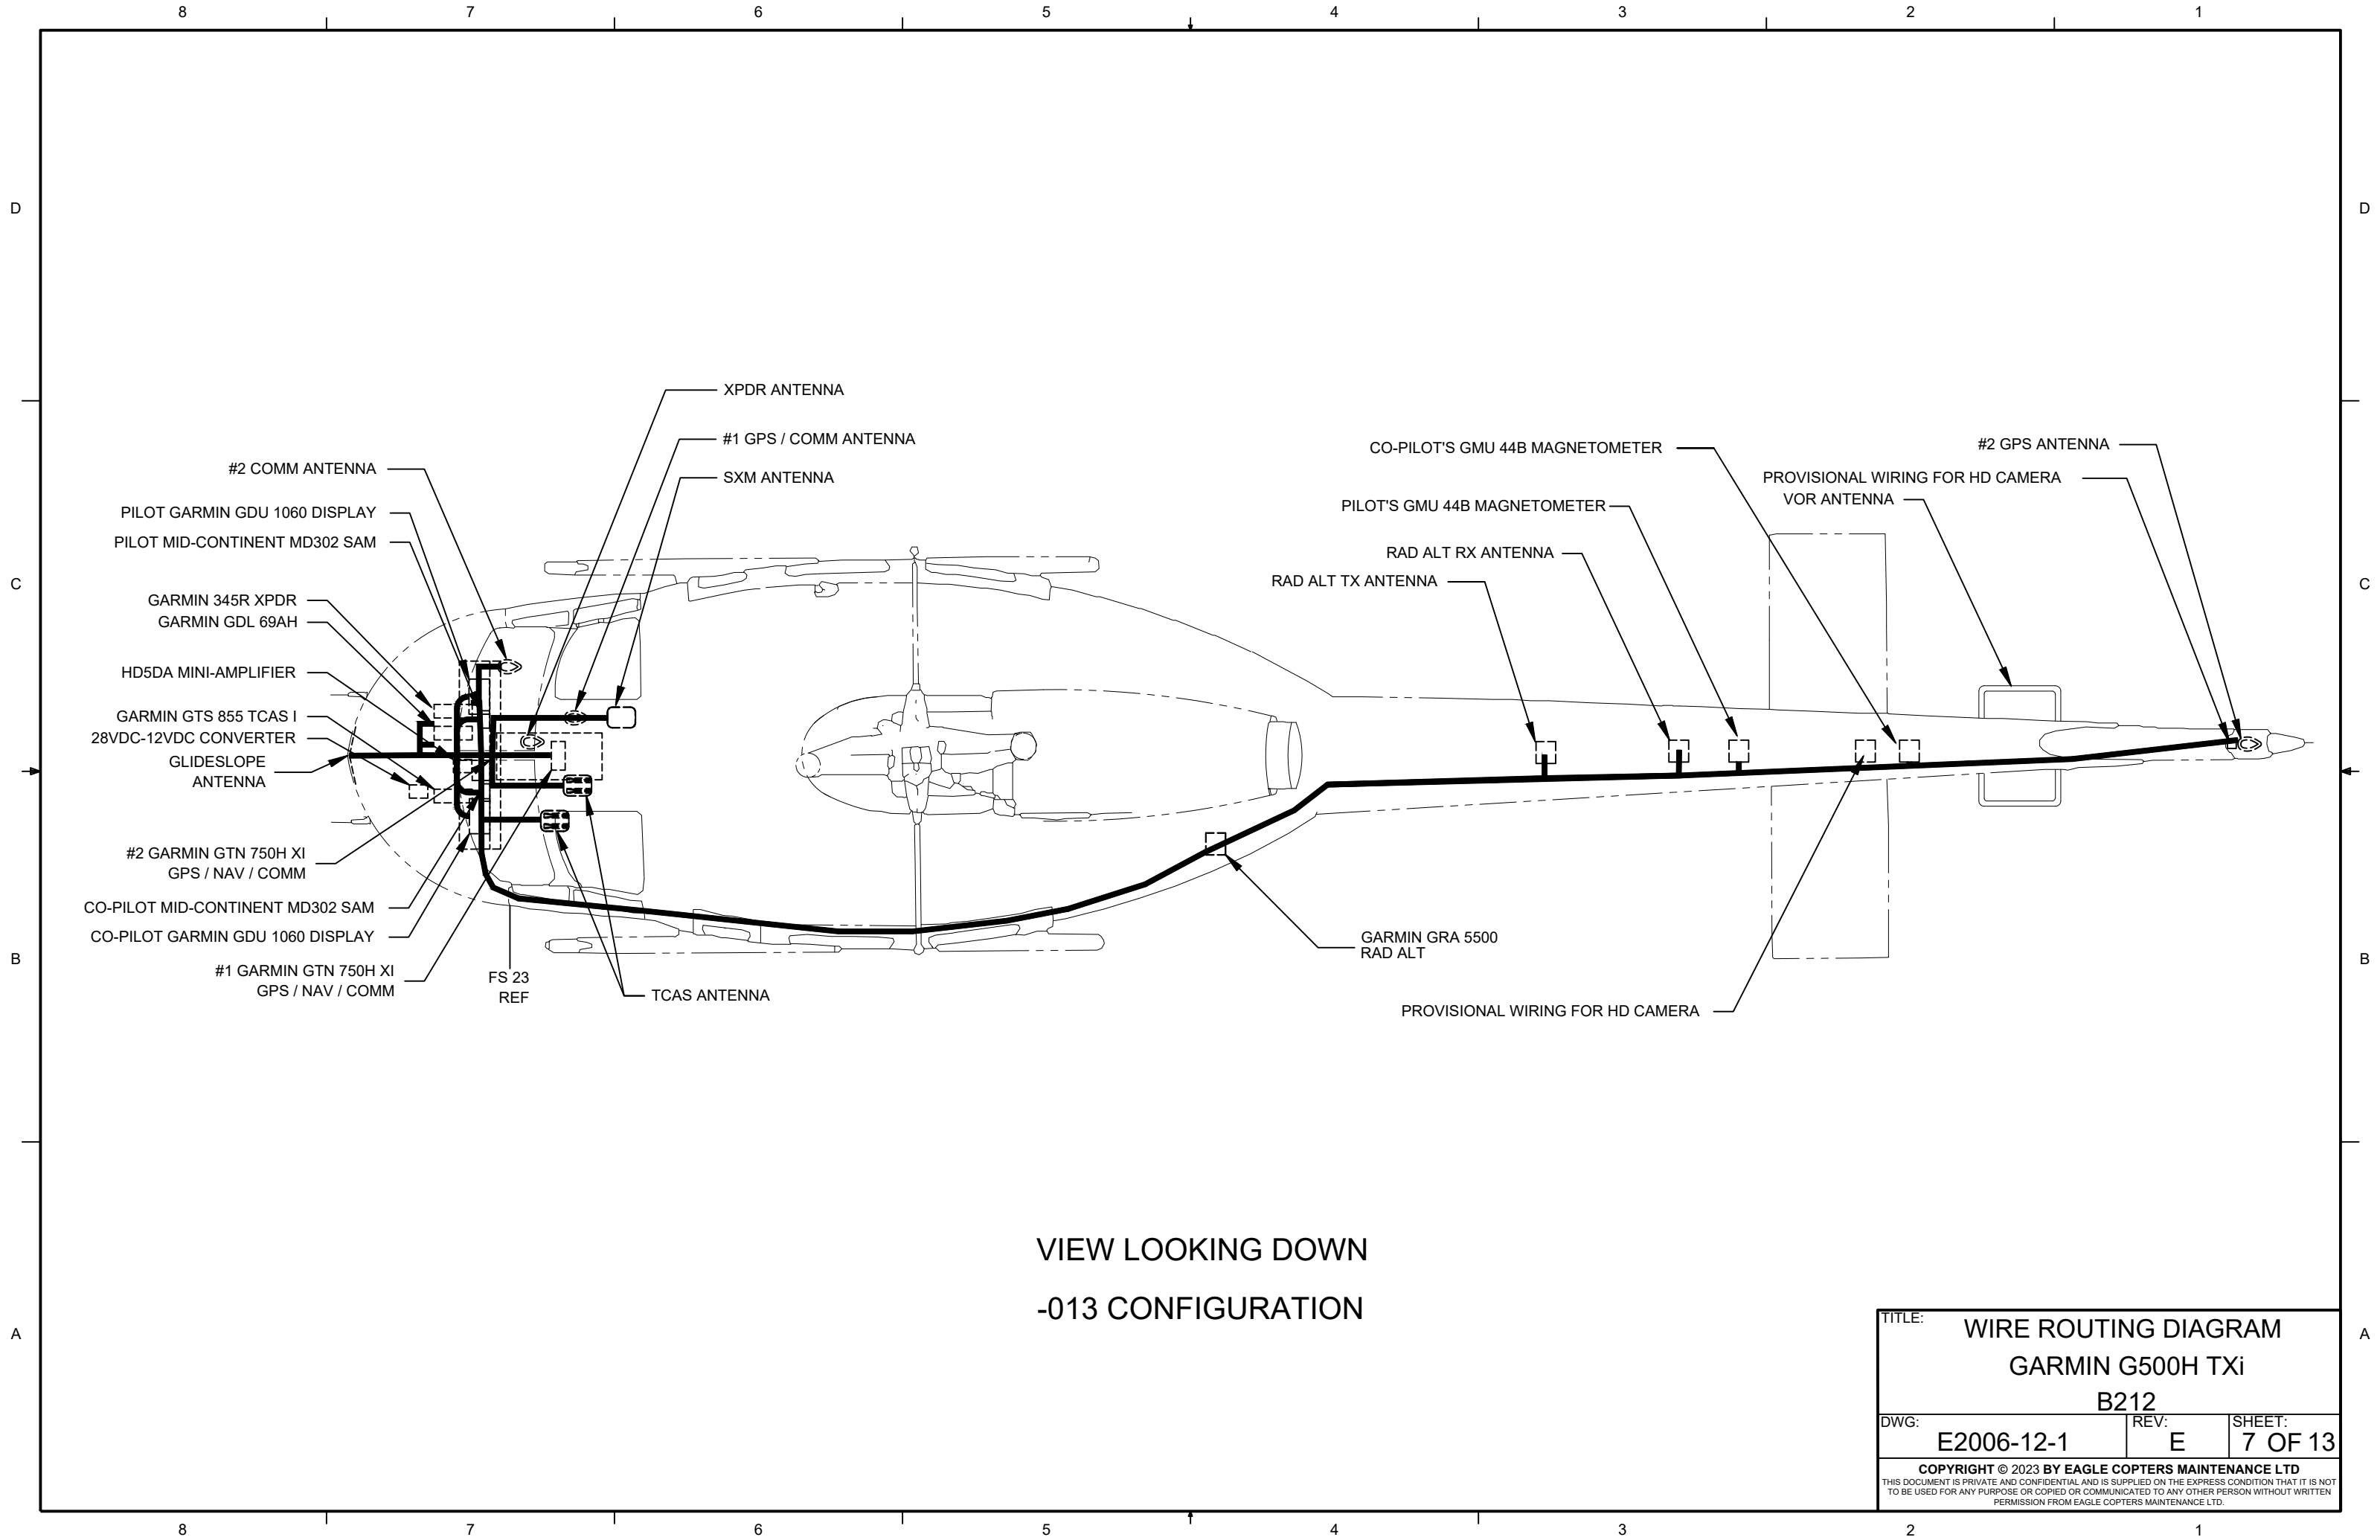 8 7 6 5 4 3 2 1
D D
XPDR ANTENNA
#1 GPS / COMM ANTENNA
SXM ANTENNA
#2 COMM ANTENNA
PILOT GARMIN GDU 1060 DISPLAY
PILOT MID-CONTINENT MD302 SAM
GARMIN 345R XPDR
GARMIN GDL 69AH
HD5DA MINI-AMPLIFIER
GARMIN GTS 855 TCAS I
28VDC-12VDC CONVERTER
GLIDESLOPE
ANTENNA
#2 GARMIN GTN 750H XI
GPS / NAV / COMM
CO-PILOT MID-CONTINENT MD302 SAM
CO-PILOT GARMIN GDU 1060 DISPLAY
#1 GARMIN GTN 750H XI
GPS / NAV / COMM
FS 23
REF
TCAS ANTENNA
CO-PILOT'S GMU 44B MAGNETOMETER
PILOT'S GMU 44B MAGNETOMETER
RAD ALT RX ANTENNA
RAD ALT TX ANTENNA
#2 GPS ANTENNA
PROVISIONAL WIRING FOR HD CAMERA
VOR ANTENNA
GARMIN GRA 5500
RAD ALT
PROVISIONAL WIRING FOR HD CAMERA
C C
B B
VIEW LOOKING DOWN
-013 CONFIGURATION
A A
TITLE:
WIRE ROUTING DIAGRAM
GARMIN G500H TXi
B212
DWG: REV: SHEET:
E2006-12-1 E 7 OF 13
COPYRIGHT © 2023 BY EAGLE COPTERS MAINTENANCE LTD
THIS DOCUMENT IS PRIVATE AND CONFIDENTIAL AND IS SUPPLIED ON THE EXPRESS CONDITION THAT IT IS NOT
TO BE USED FOR ANY PURPOSE OR COPIED OR COMMUNICATED TO ANY OTHER PERSON WITHOUT WRITTEN
PERMISSION FROM EAGLE COPTERS MAINTENANCE LTD.
8 7 6 5 4 3 2 1